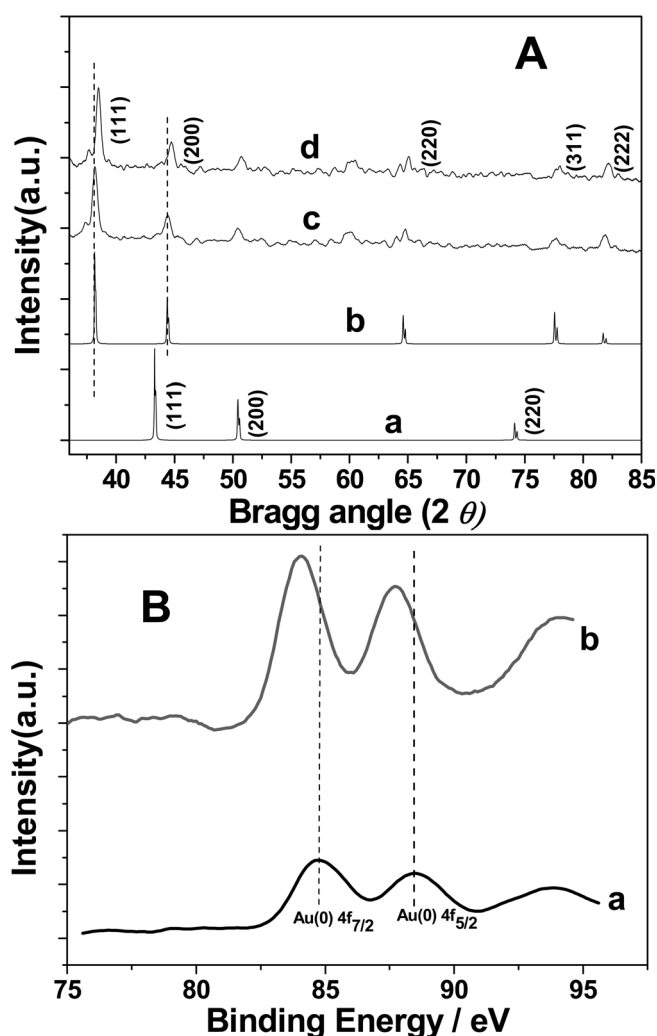 A
(111)
(200)
d
(220)
(311)
(222)
c
b
(111)
(200)
a
(220)
Intensity(a.u.)
40 45 50 55 60 65 70 75 80 85
Bragg angle (2 θ)
B
b
a
Au(0) 4f7/2
Au(0) 4f5/2
Intensity(a.u.)
75 80 85 90 95
Binding Energy / eV